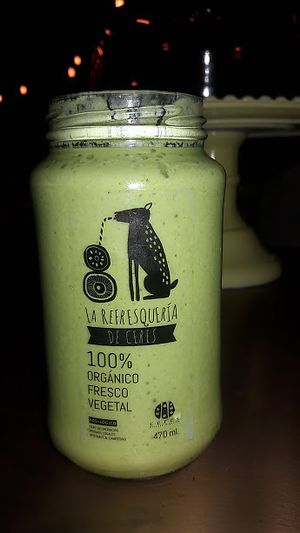 LA REFRESQUERÍA
DE CERES
100%
ORGÁNICO
FRESCO
VEGETAL
470 ml.